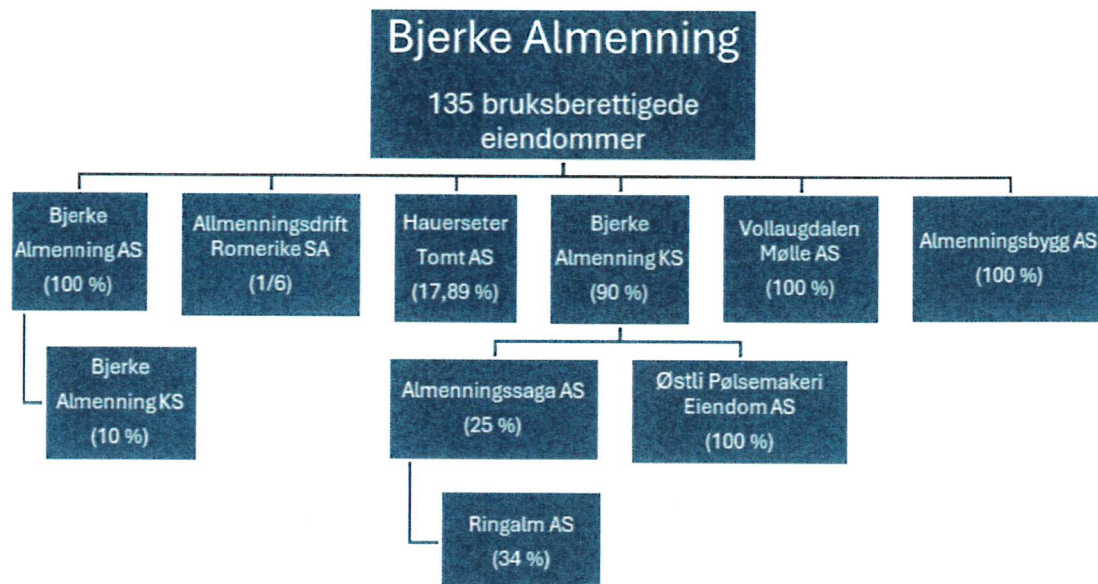 Bjerke Almenning
135 bruksberettigede
eiendommer
Bjerke
Almenning AS
(100 %)
Allmenningsdrift
Romerike SA
(1/6)
Hauerseter
Tomt AS
(17,89 %)
Bjerke
Almenning KS
(90 %)
Vollaugdalen
Mølle AS
(100 %)
Almenningsbygg AS
(100 %)
Bjerke
Almenning KS
(10 %)
Almenningssaga AS
(25 %)
Østli Pølsemakeri
Eiendom AS
(100 %)
Ringalm AS
(34 %)